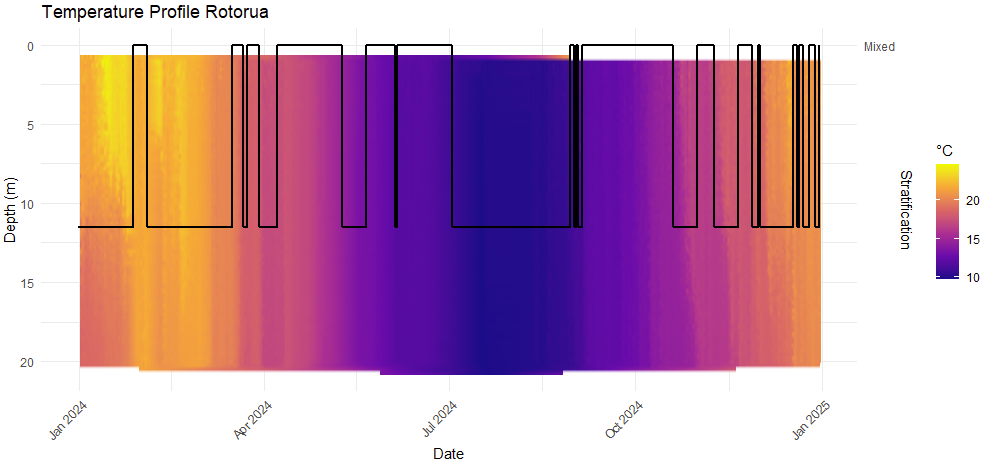 Temperature Profile Rotorua
0
5
10
15
20
Depth (m)
Mixed
Stratification
°C
20
15
10
Jan 2024
Apr 2024
Jul 2024
Oct 2024
Jan 2025
Date